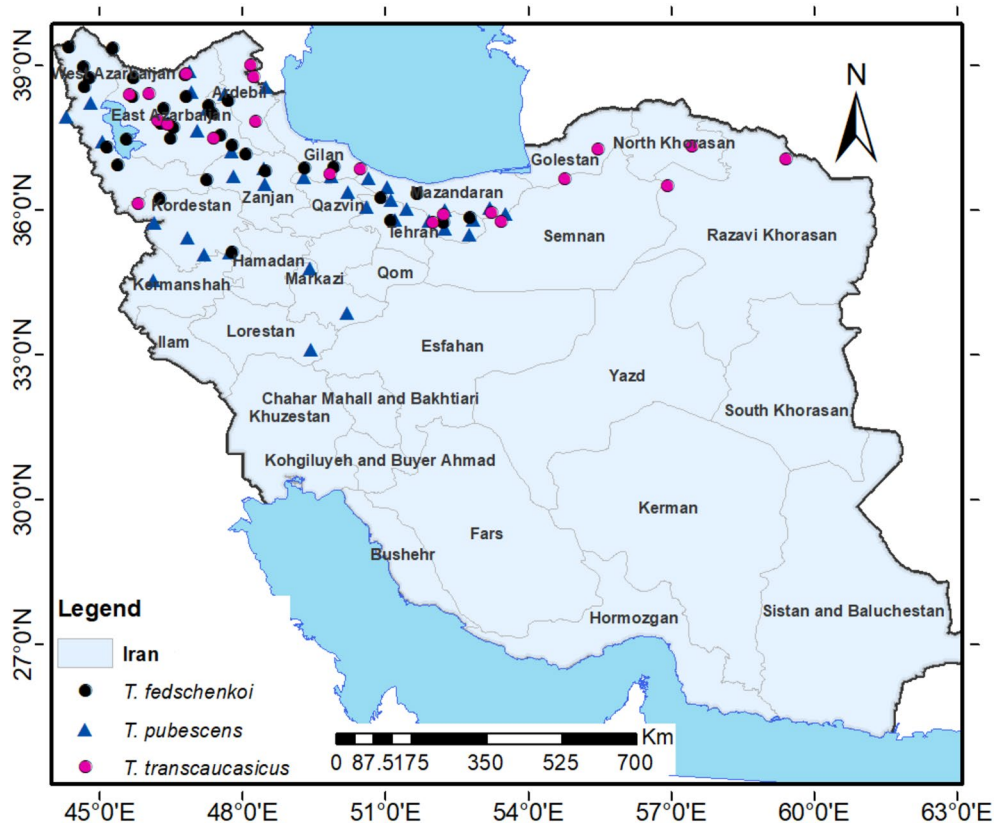 N
39°0'N
36°0'N
33°0'N
30°0'N
27°0'N
West Azarbaijan
Ardebil
East Azarbaijan
Gilan
North Khorasan
Golestan
Zanjan
Mazandaran
Kordestan
Qazvin
Tehran
Semnan
Razavi Khorasan
Hamadan
Qom
Markazi
Kermanshah
Lorestan
Ilam
Esfahan
Yazd
Chahar Mahall and Bakhtiari
South Khorasan
Khuzestan
Kohgiluyeh and Buyer Ahmad
Kerman
Fars
Bushehr
Hormozgan
Sistan and Baluchestan
Legend
Iran
T. fedschenkoi
T. pubescens
T. transcaucasicus
Km
0 87.5175 350 525 700
45°0'E 48°0'E 51°0'E 54°0'E 57°0'E 60°0'E 63°0'E